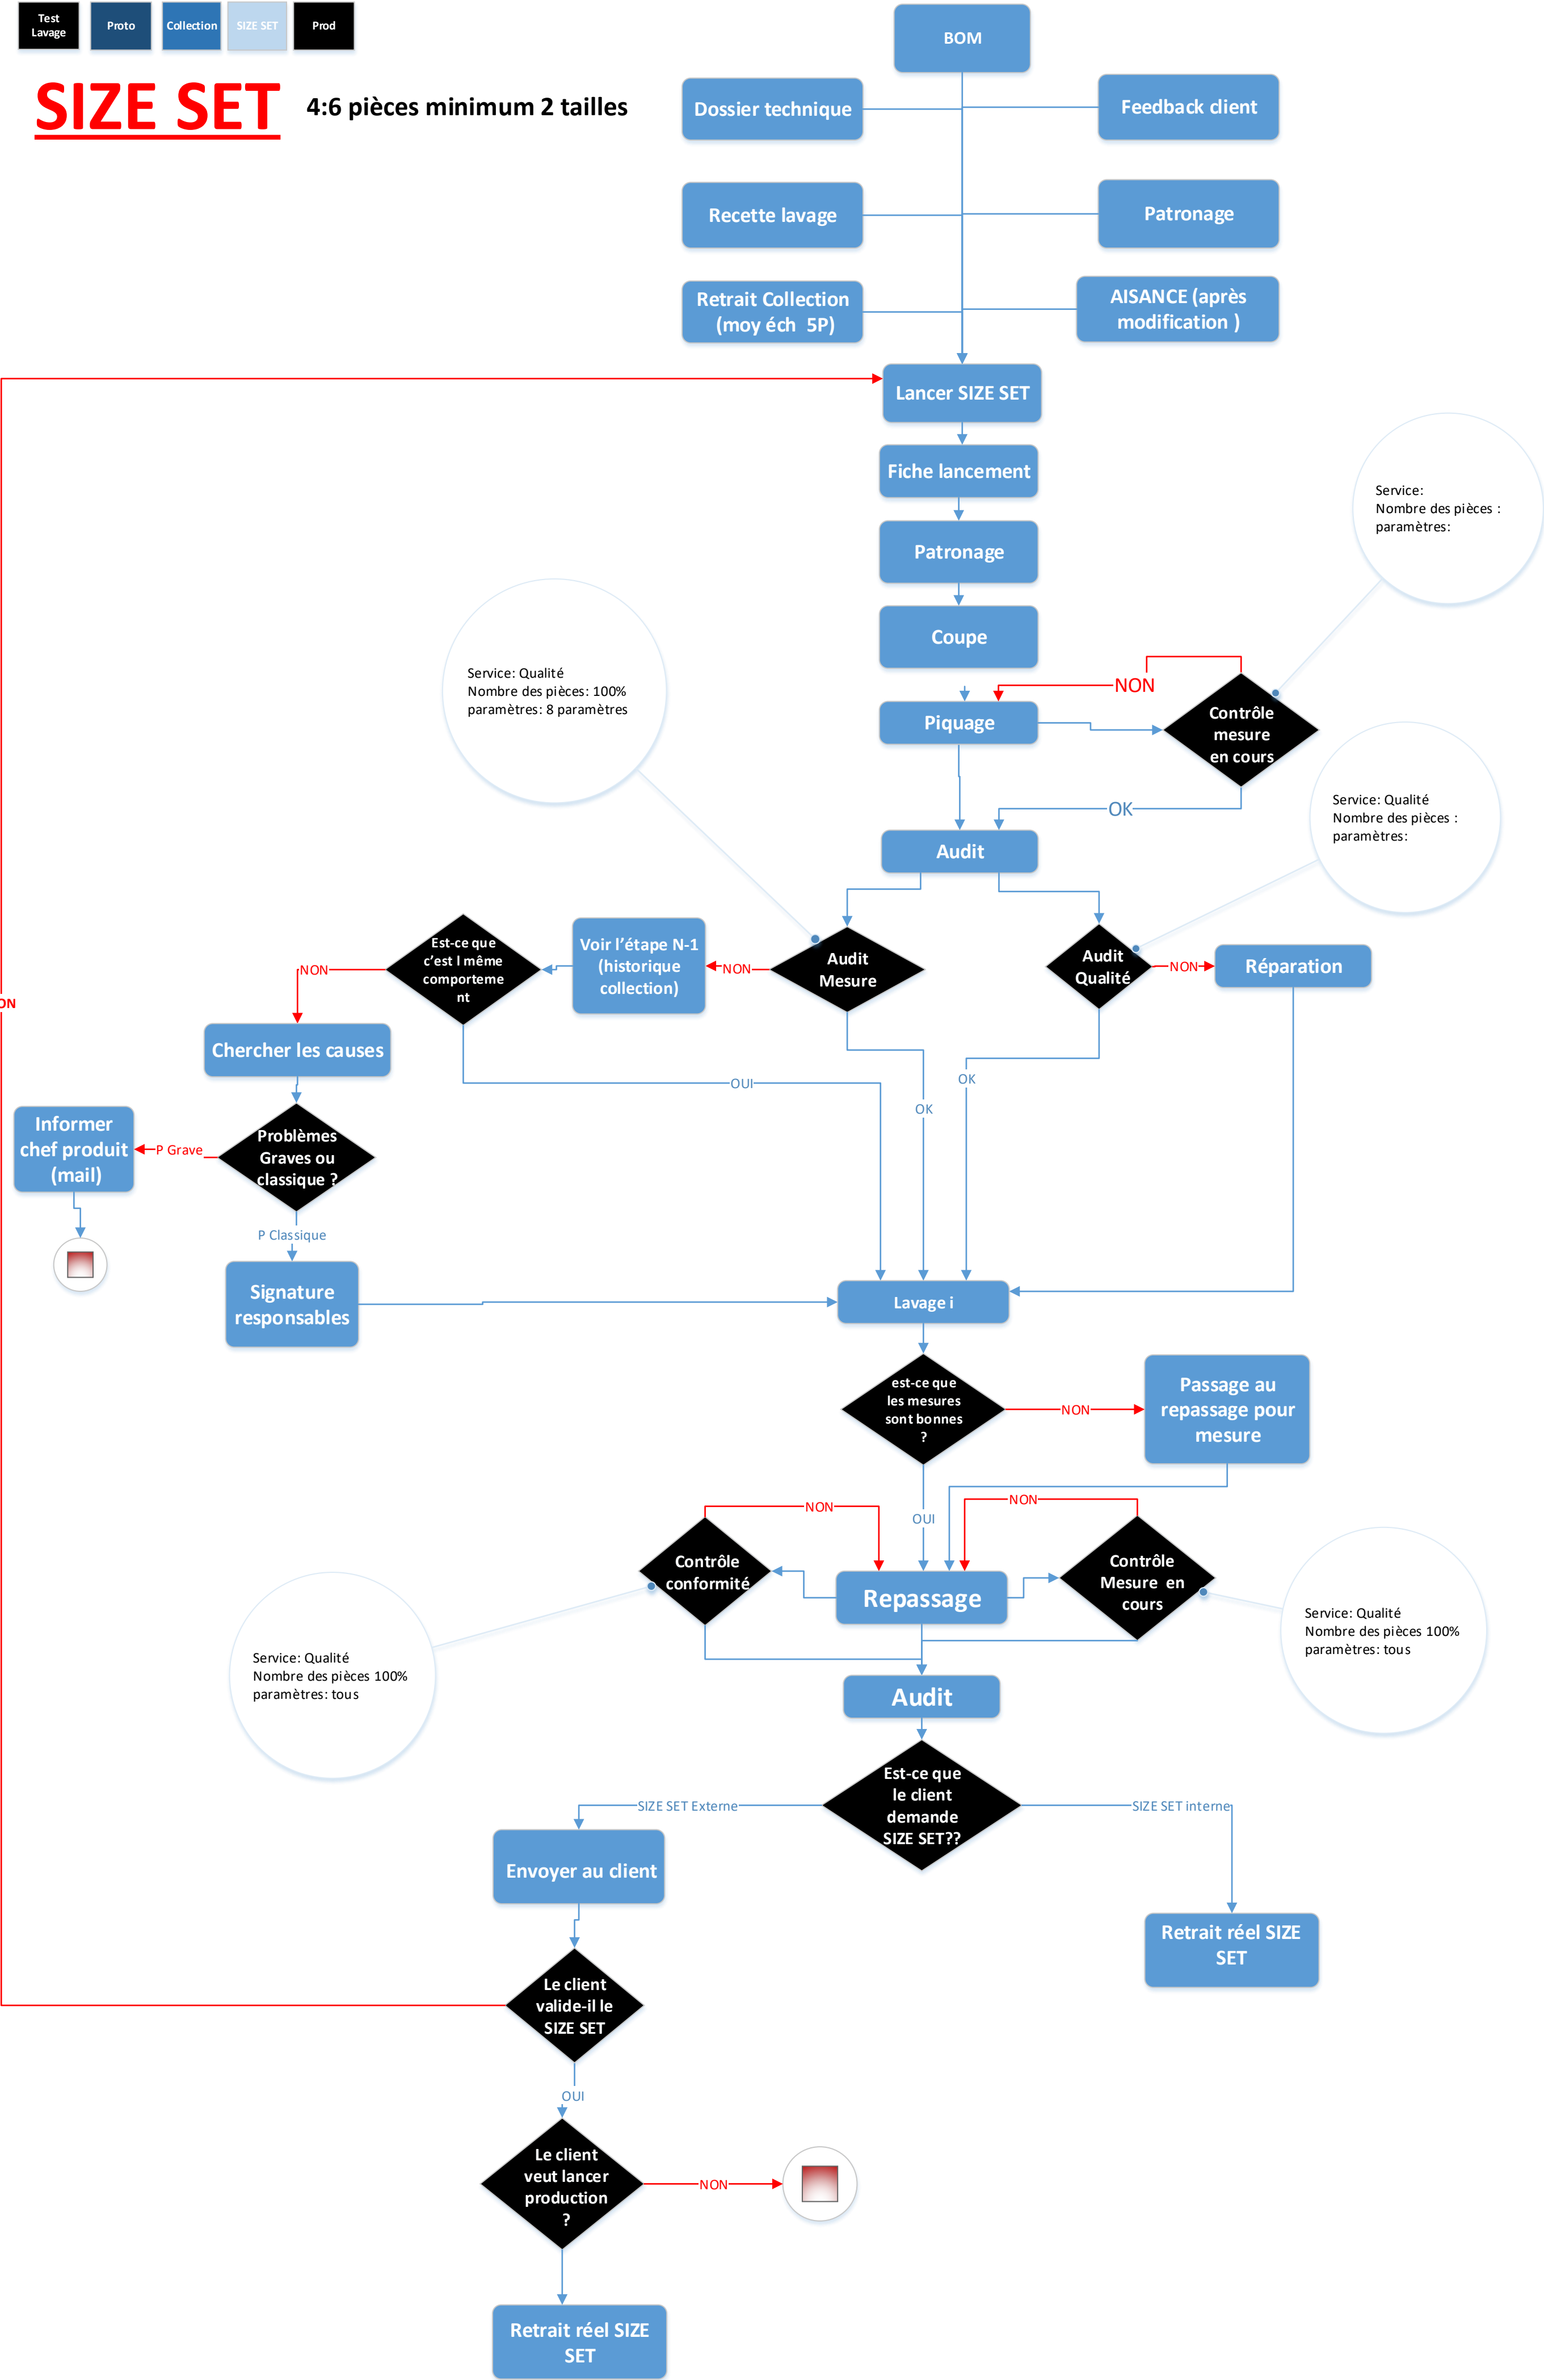 Test
Lavage
Proto
Collection
SIZE SET
Prod
SIZE SET
4:6 pièces minimum 2 tailles
BOM
Dossier technique
Feedback client
Recette lavage
Patronage
Retrait Collection
(moy éch 5P)
AISANCE (après
modification )
Lancer SIZE SET
Fiche lancement
Patronage
Coupe
Service:
Nombre des pièces :
paramètres:
Service: Qualité
Nombre des pièces: 100%
paramètres: 8 paramètres
NON
Piquage
Contrôle
mesure
en cours
OK
Service: Qualité
Nombre des pièces :
paramètres:
Audit
Est-ce que
c’est l même
comporteme
nt
Voir l’étape N-1
(historique
collection)
NON
Audit
Mesure
Audit
Qualité
NON
Réparation
NON
ON
Chercher les causes
OUI
OK
OK
Informer
chef produit
(mail)
P Grave
Problèmes
Graves ou
classique ?
P Classique
Signature
responsables
Lavage i
est-ce que
les mesures
sont bonnes
?
NON
Passage au
repassage pour
mesure
NON
OUI
NON
Contrôle
conformité
Repassage
Contrôle
Mesure en
cours
Service: Qualité
Nombre des pièces 100%
paramètres: tous
Service: Qualité
Nombre des pièces 100%
paramètres: tous
Audit
Est-ce que
le client
demande
SIZE SET??
SIZE SET Externe
SIZE SET interne
Envoyer au client
Retrait réel SIZE
SET
Le client
valide-il le
SIZE SET
OUI
Le client
veut lancer
production
?
NON
Retrait réel SIZE
SET